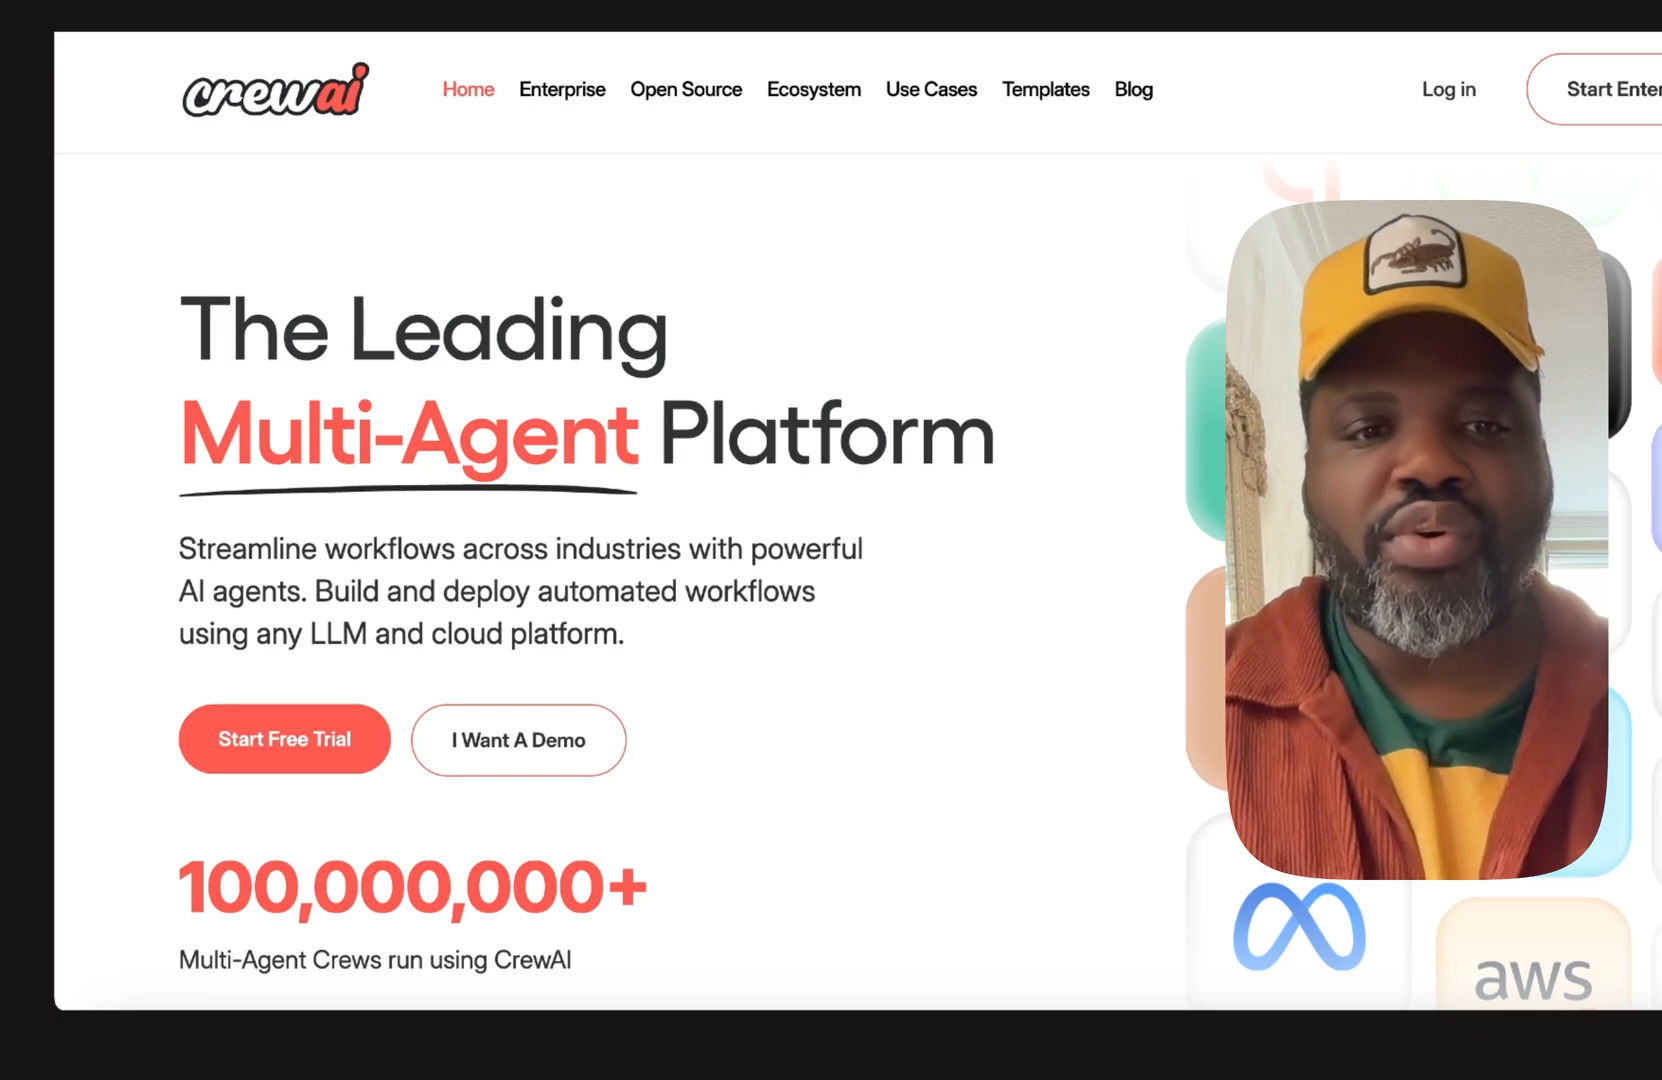 crewai
Home Enterprise Open Source Ecosystem Use Cases Templates Blog
Log in
Start Enter
The Leading
Multi-Agent Platform
Streamline workflows across industries with powerful
AI agents. Build and deploy automated workflows
using any LLM and cloud platform.
Start Free Trial
I Want A Demo
100,000,000+
Multi-Agent Crews run using CrewAI
aws